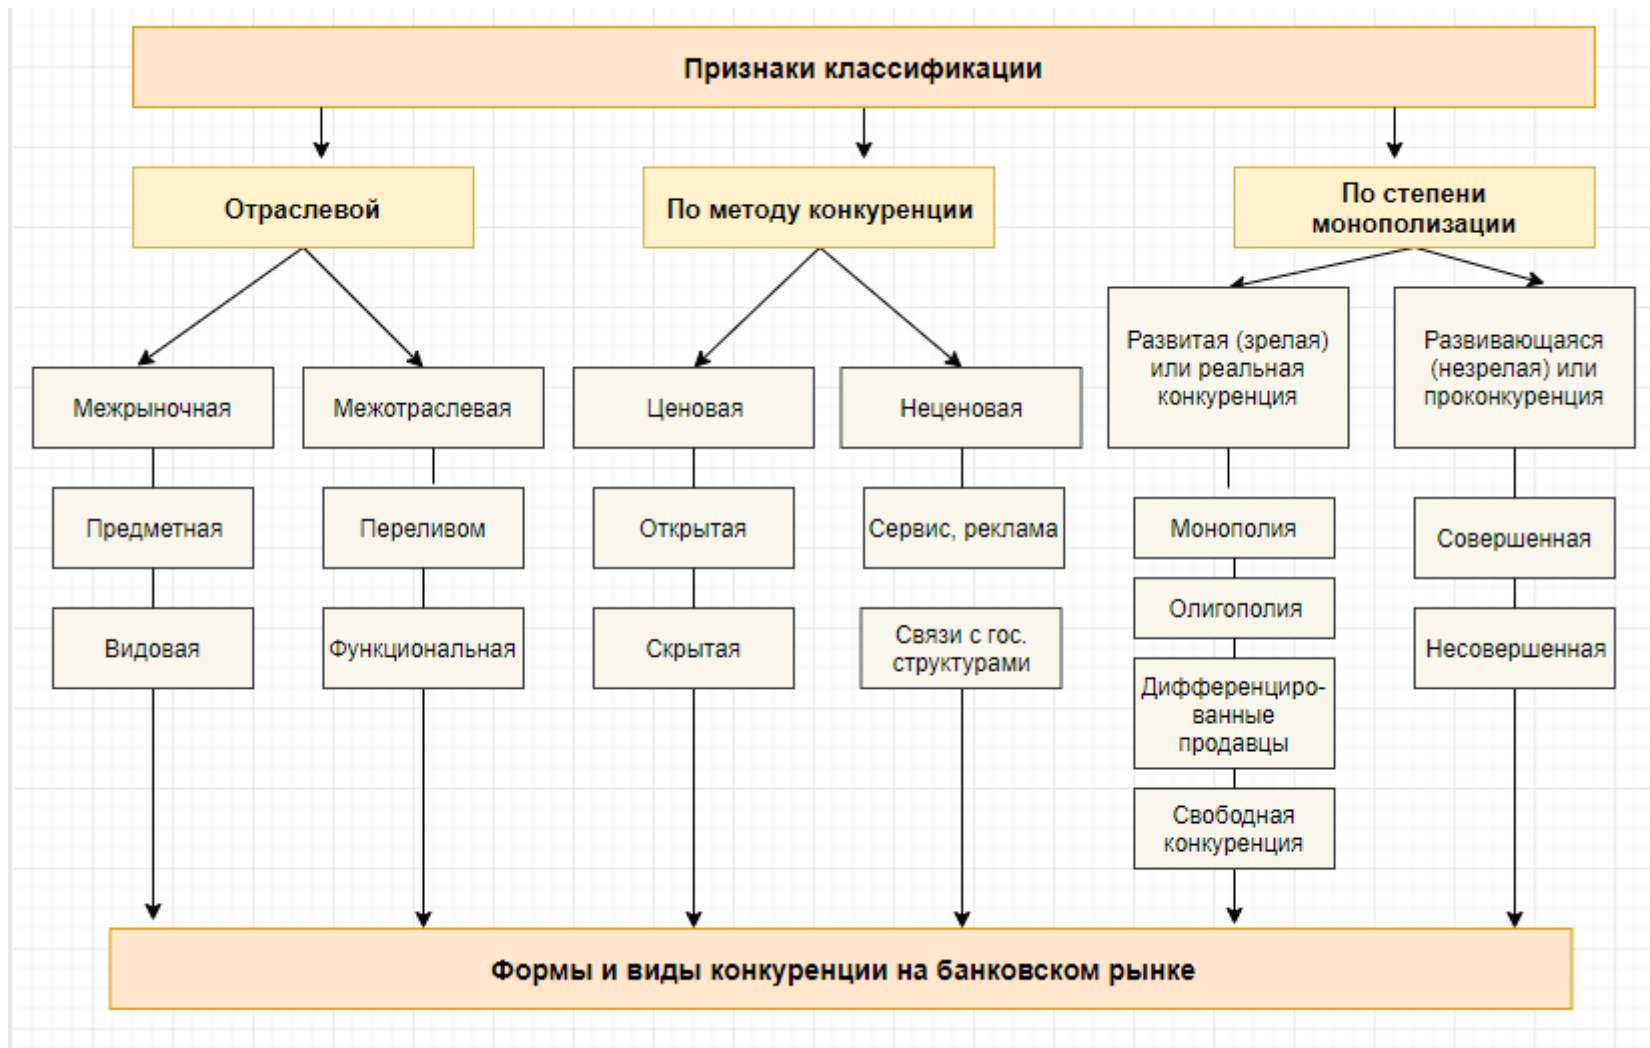 Признаки классификации
Отраслевой
По методу конкуренции
По степени
монополизации
Межрыночная
Межотраслевая
Ценовая
Неценовая
Развитая (зрелая)
или реальная
конкуренция
Развивающаяся
(незрелая) или
проконкуренция
Предметная
Переливом
Открытая
Сервис, реклама
Монополия
Совершенная
Видовая
Функциональная
Скрытая
Связи с гос.
структурами
Олигополия
Несовершенная
Дифференциро-
ванные
продавцы
Свободная
конкуренция
Формы и виды конкуренции на банковском рынке